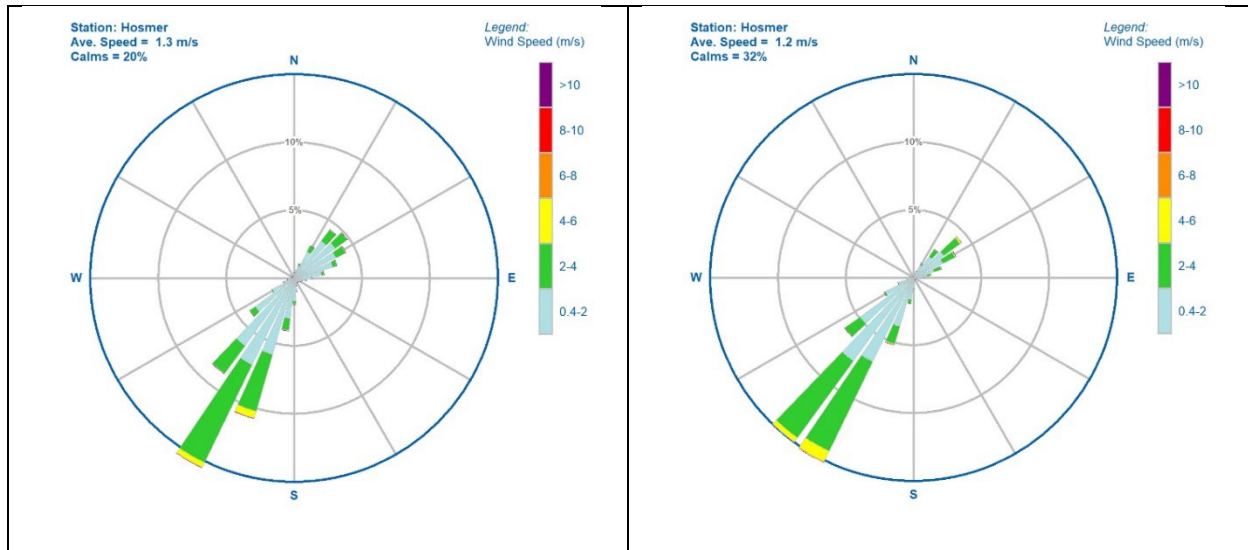 Station: Hosmer
Ave. Speed = 1.3 m/s
Calms = 20%
Legend:
Wind Speed (m/s)
>10
8-10
6-8
4-6
2-4
0.4-2
N
10%
5%
W
E
S
Station: Hosmer
Ave. Speed = 1.2 m/s
Calms = 32%
Legend:
Wind Speed (m/s)
>10
8-10
6-8
4-6
2-4
0.4-2
N
10%
5%
W
E
S